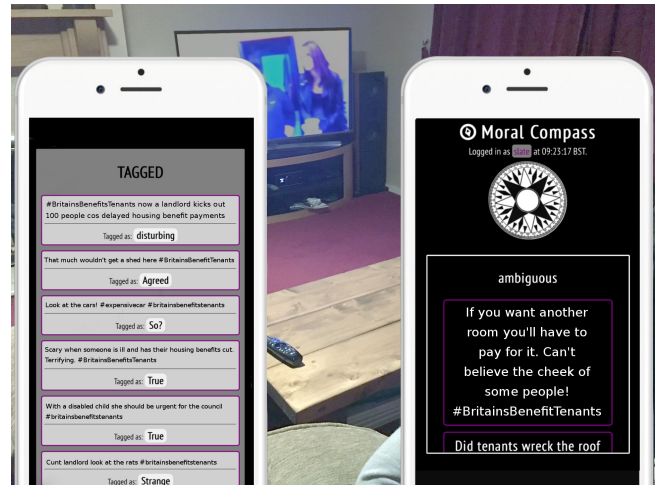 TAGGED
#BritainsBenefitsTenants now a landlord kicks out
100 people cos delayed housing benefit payments
Tagged as: disturbing
That much wouldn't get a shed here #BritainsBenefitTenants
Tagged as: Agreed
Look at the cars! #expensivecar #britainsbenefitstenants
Tagged as: So?
Scary when someone is ill and has their housing benefits cut.
Terrifying. #BritainsBenefitTenants
Tagged as: True
With a disabled child she should be urgent for the council
#britainsbenefitstenants
Tagged as: True
Cunt landlord look at the rats #britainsbenefitstenants
Tagged as: Strange
Moral Compass
Logged in as slate at 09:23:17 BST.
ambiguous
If you want another
room you'll have to
pay for it. Can't
believe the cheek of
some people!
#BritainsBenefitTenants
Did tenants wreck the roof